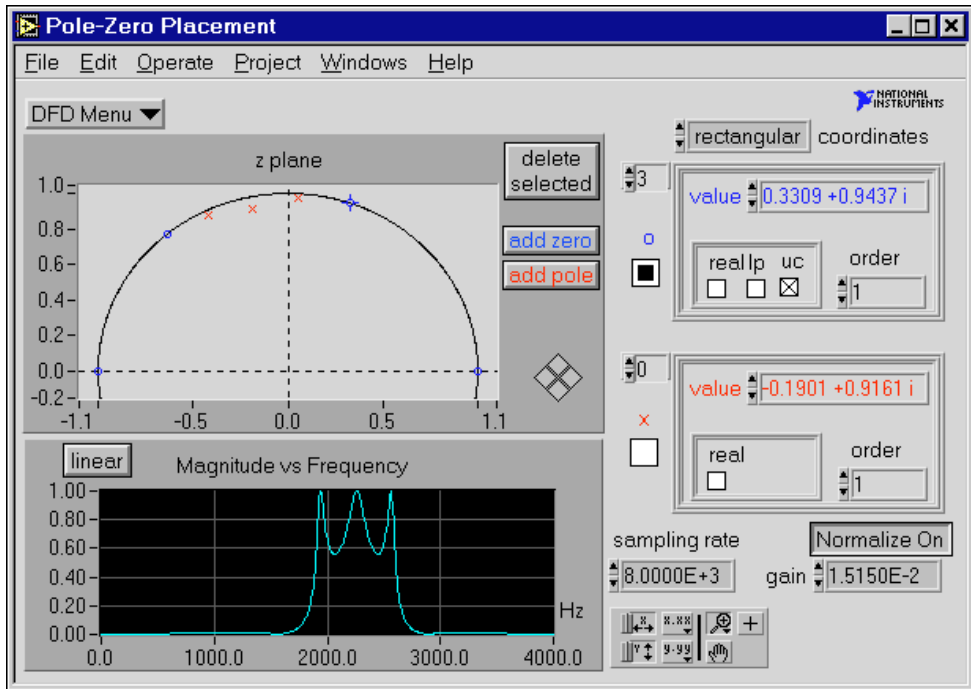 Pole-Zero Placement
File Edit Operate Project Windows Help
DFD Menu
NATIONAL
INSTRUMENTS
rectangular coordinates
z plane
1.0
0.8
0.6
0.4
0.2
0.0
-0.2
-1.1 -0.5 0.0 0.5 1.1
delete
selected
add zero
add pole
3
value 0.3309 +0.9437 i
real lp uc
order
1
0
value -0.1901 +0.9161 i
real
order
1
linear
Magnitude vs Frequency
1.00
0.80
0.60
0.40
0.20
0.00
Hz
0.0 1000.0 2000.0 3000.0 4000.0
sampling rate
8.0000E+3
Normalize On
gain 1.5150E-2
X x.xx
Y y.yy